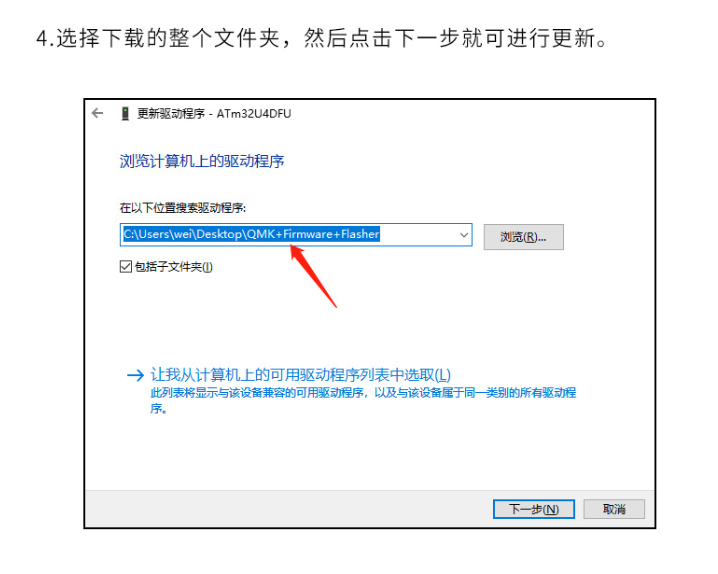 4.选择下载的整个文件夹，然后点击下一步就可进行更新。
更新驱动程序 - ATm32U4DFU
浏览计算机上的驱动程序
在以下位置搜索驱动程序:
C:\Users\wei\Desktop\QMK+Firmware+Flasher
浏览(R)...
包括子文件夹(I)
让我从计算机上的可用驱动程序列表中选取(L)
此列表将显示与该设备兼容的可用驱动程序，以及与该设备属于同一类别的所有驱动程
序。
下一步(N)
取消